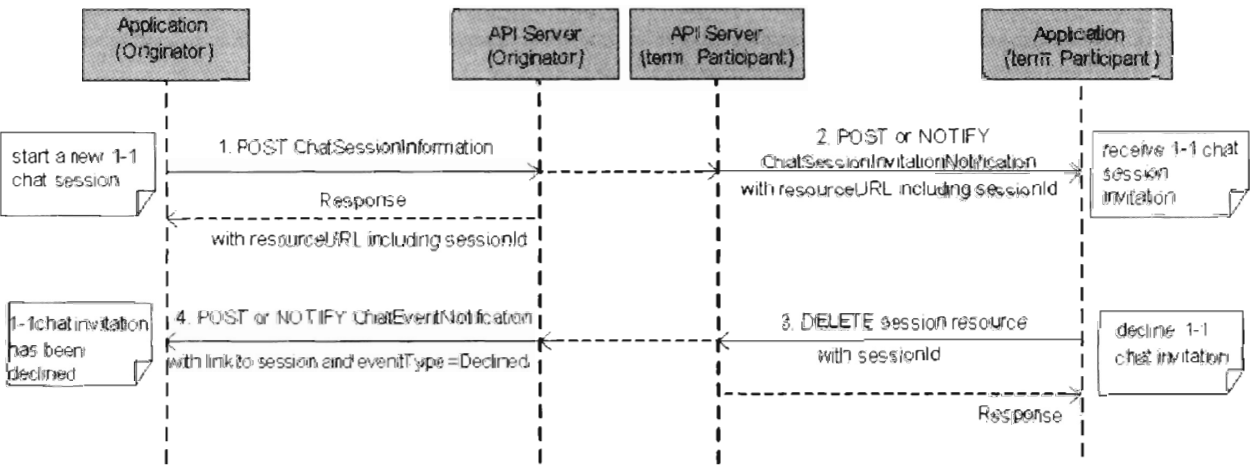 Application
(Originator)
API Server
(Originator)
API Server
(term. Participant)
Application
(term. Participant)
start a new 1-1
chat session
1. POST ChatSessionInformation
2. POST or NOTIFY
ChatSessionInvitationNotification
with resourceURL including sessionId
receive 1-1 chat
session
invitation
Response
with resourceURL including sessionId
1-1chat invitation
has been
declined
4. POST or NOTIFY ChatEventNotification
with link to session and eventType=Declined
3. DELETE session resource
with sessionId
decline 1-1
chat invitation
Response